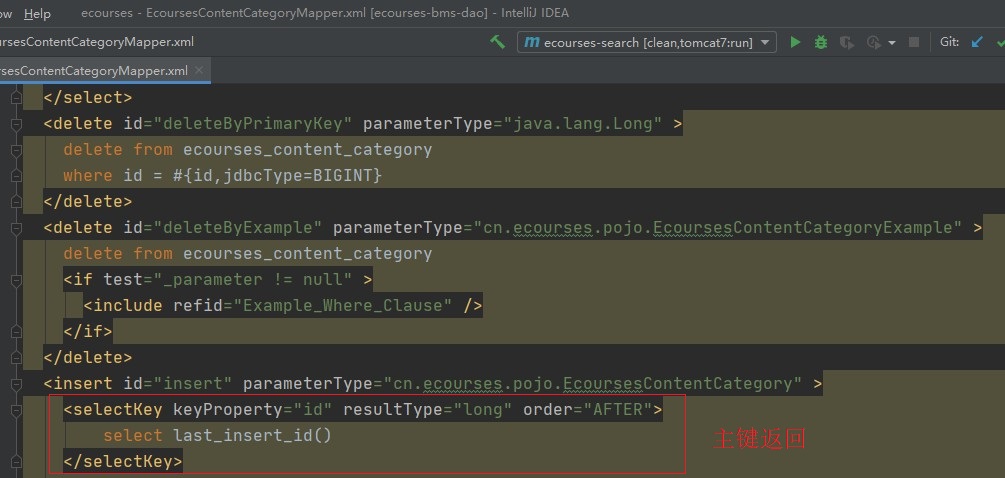 ow Help ecourses - EcoursesContentCategoryMapper.xml [ecourses-bms-dao] - IntelliJ IDEA
ursesContentCategoryMapper.xml ecourses-search [clean,tomcat7:run] Git:
sesContentCategoryMapper.xml
</select>
<delete id="deleteByPrimaryKey" parameterType="java.lang.Long" >
delete from ecourses_content_category
where id = #{id,jdbcType=BIGINT}
</delete>
<delete id="deleteByExample" parameterType="cn.ecourses.pojo.EcoursesContentCategoryExample" >
delete from ecourses_content_category
<if test="_parameter != null" >
<include refid="Example_Where_Clause" />
</if>
</delete>
<insert id="insert" parameterType="cn.ecourses.pojo.EcoursesContentCategory" >
<selectKey keyProperty="id" resultType="long" order="AFTER">
select last_insert_id() 主键返回
</selectKey>